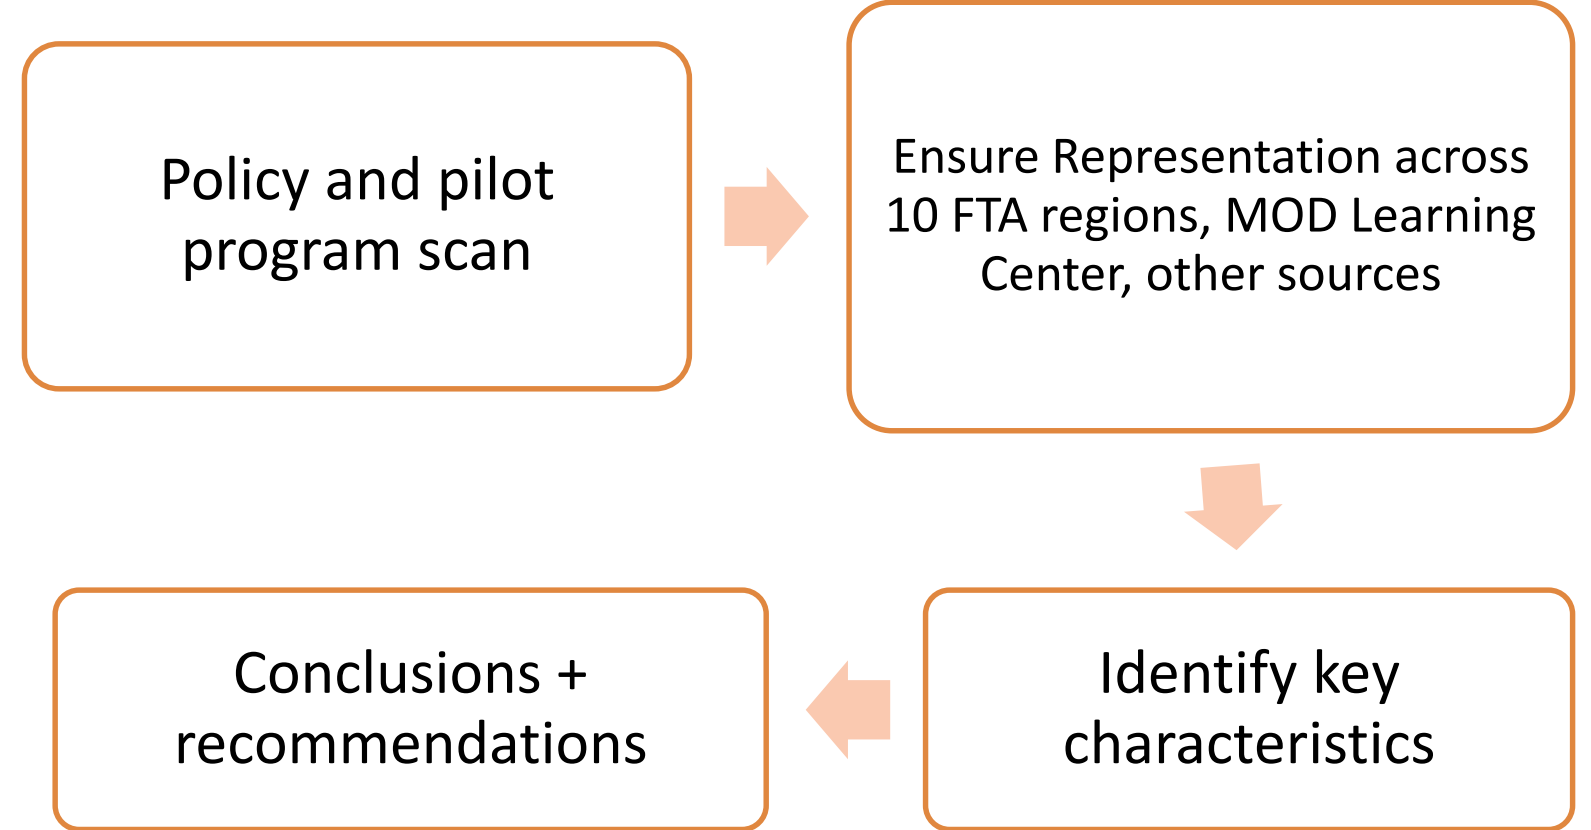 Policy and pilot
program scan
Ensure Representation across
10 FTA regions, MOD Learning
Center, other sources
Identify key
characteristics
Conclusions +
recommendations